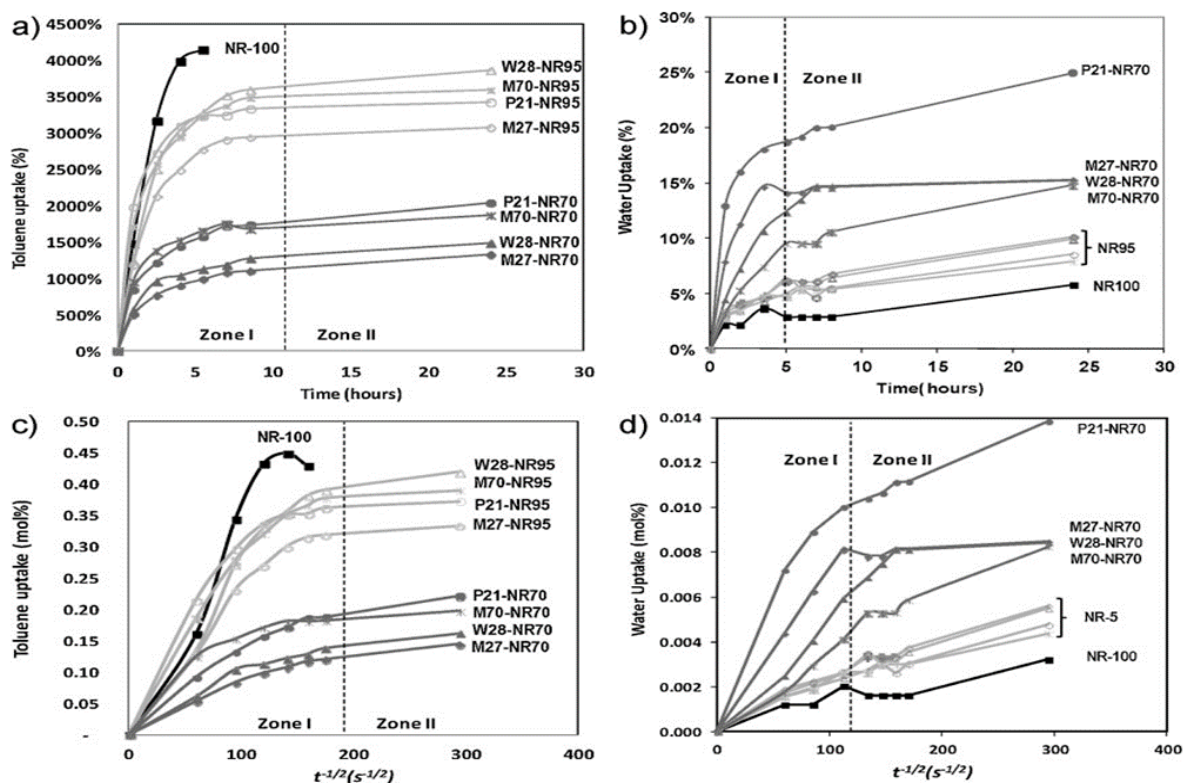 a)
4500%
4000%
3500%
3000%
2500%
2000%
1500%
1000%
500%
0%
Toluene uptake (%)
NR-100
W28-NR95
M70-NR95
P21-NR95
M27-NR95
P21-NR70
M70-NR70
W28-NR70
M27-NR70
Zone I
Zone II
0 5 10 15 20 25 30
Time (hours)
b)
30%
25%
20%
15%
10%
5%
0%
Water Uptake (%)
Zone I
Zone II
P21-NR70
M27-NR70
W28-NR70
M70-NR70
NR95
NR100
0 5 10 15 20 25 30
Time( hours)
c)
0.50
0.45
0.40
0.35
0.30
0.25
0.20
0.15
0.10
0.05
-
Toluene uptake (mol%)
NR-100
W28-NR95
M70-NR95
P21-NR95
M27-NR95
P21-NR70
M70-NR70
W28-NR70
M27-NR70
Zone I
Zone II
0 100 200 300 400
t⁻¹/²(s⁻¹/²)
d)
0.014
0.012
0.010
0.008
0.006
0.004
0.002
0.000
Water Uptake (mol%)
Zone I
Zone II
P21-NR70
M27-NR70
W28-NR70
M70-NR70
NR-5
NR-100
0 100 200 300 400
t⁻¹/²(s⁻¹/²)